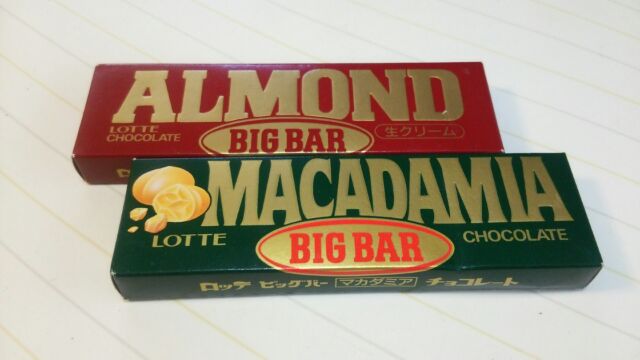 ALMOND
LOTTE
CHOCOLATE
BIG BAR
生クリーム
MACADAMIA
LOTTE
BIG BAR
CHOCOLATE
ロッテ ビッグバー マカダミア チョコレート